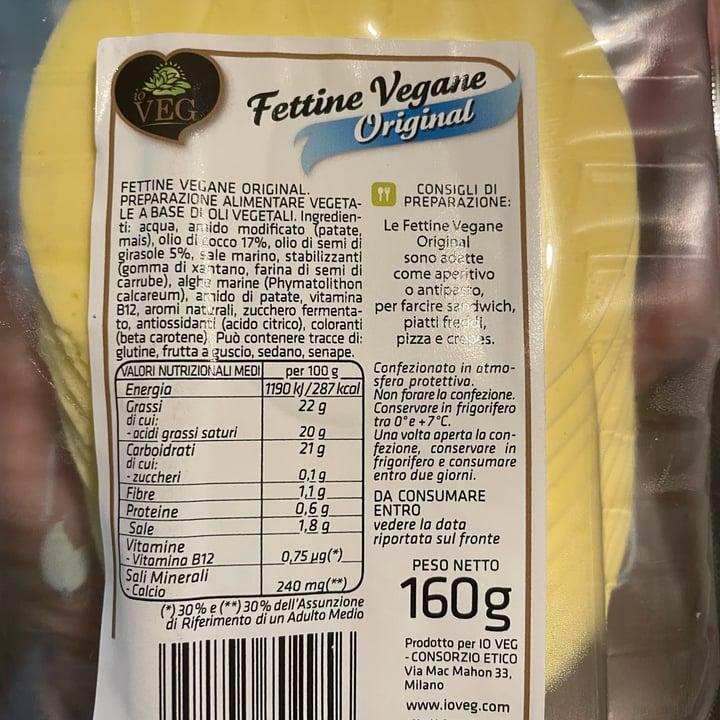 io
VEG
Fettine Vegane
Original
FETTINE VEGANE ORIGINAL.
PREPARAZIONE ALIMENTARE VEGETA-
LE A BASE DI OLI VEGETALI. Ingredien-
ti: acqua, amido modificato (patate,
mais), olio di cocco 17%, olio di semi di
girasole 5%, sale marino, stabilizzanti
(gomma di xantano, farina di semi di
carrube), alghe marine (Phymatolithon
calcareum), amido di patate, vitamina
B12, aromi naturali, zucchero fermenta-
to, antiossidanti (acido citrico), coloranti
(beta carotene). Può contenere tracce di:
glutine, frutta a guscio, sedano, senape.
VALORI NUTRIZIONALI MEDI per 100 g
Energia 1190 kJ/287 kcal
Grassi 22 g
di cui:
- acidi grassi saturi 20 g
Carboidrati 21 g
di cui:
- zuccheri 0,1 g
Fibre 1,1 g
Proteine 0,6 g
Sale 1,8 g
Vitamine
- Vitamina B12 0,75 µg(*)
Sali Minerali
- Calcio 240 mg(**)
(*) 30% e (**) 30% dell'Assunzione
di Riferimento di un Adulto Medio
CONSIGLI DI
PREPARAZIONE:
Le Fettine Vegane
Original
sono adatte
come aperitivo
o antipasto,
per farcire sandwich,
piatti freddi,
pizza e crepes.
Confezionato in atmo-
sfera protettiva.
Non forare la confezione.
Conservare in frigorifero
tra 0° e +7°C.
Una volta aperta la con-
fezione, conservare in
frigorifero e consumare
entro due giorni.
DA CONSUMARE
ENTRO
vedere la data
riportata sul fronte
PESO NETTO
160g
Prodotto per IO VEG
- CONSORZIO ETICO
Via Mac Mahon 33,
Milano
www.ioveg.com